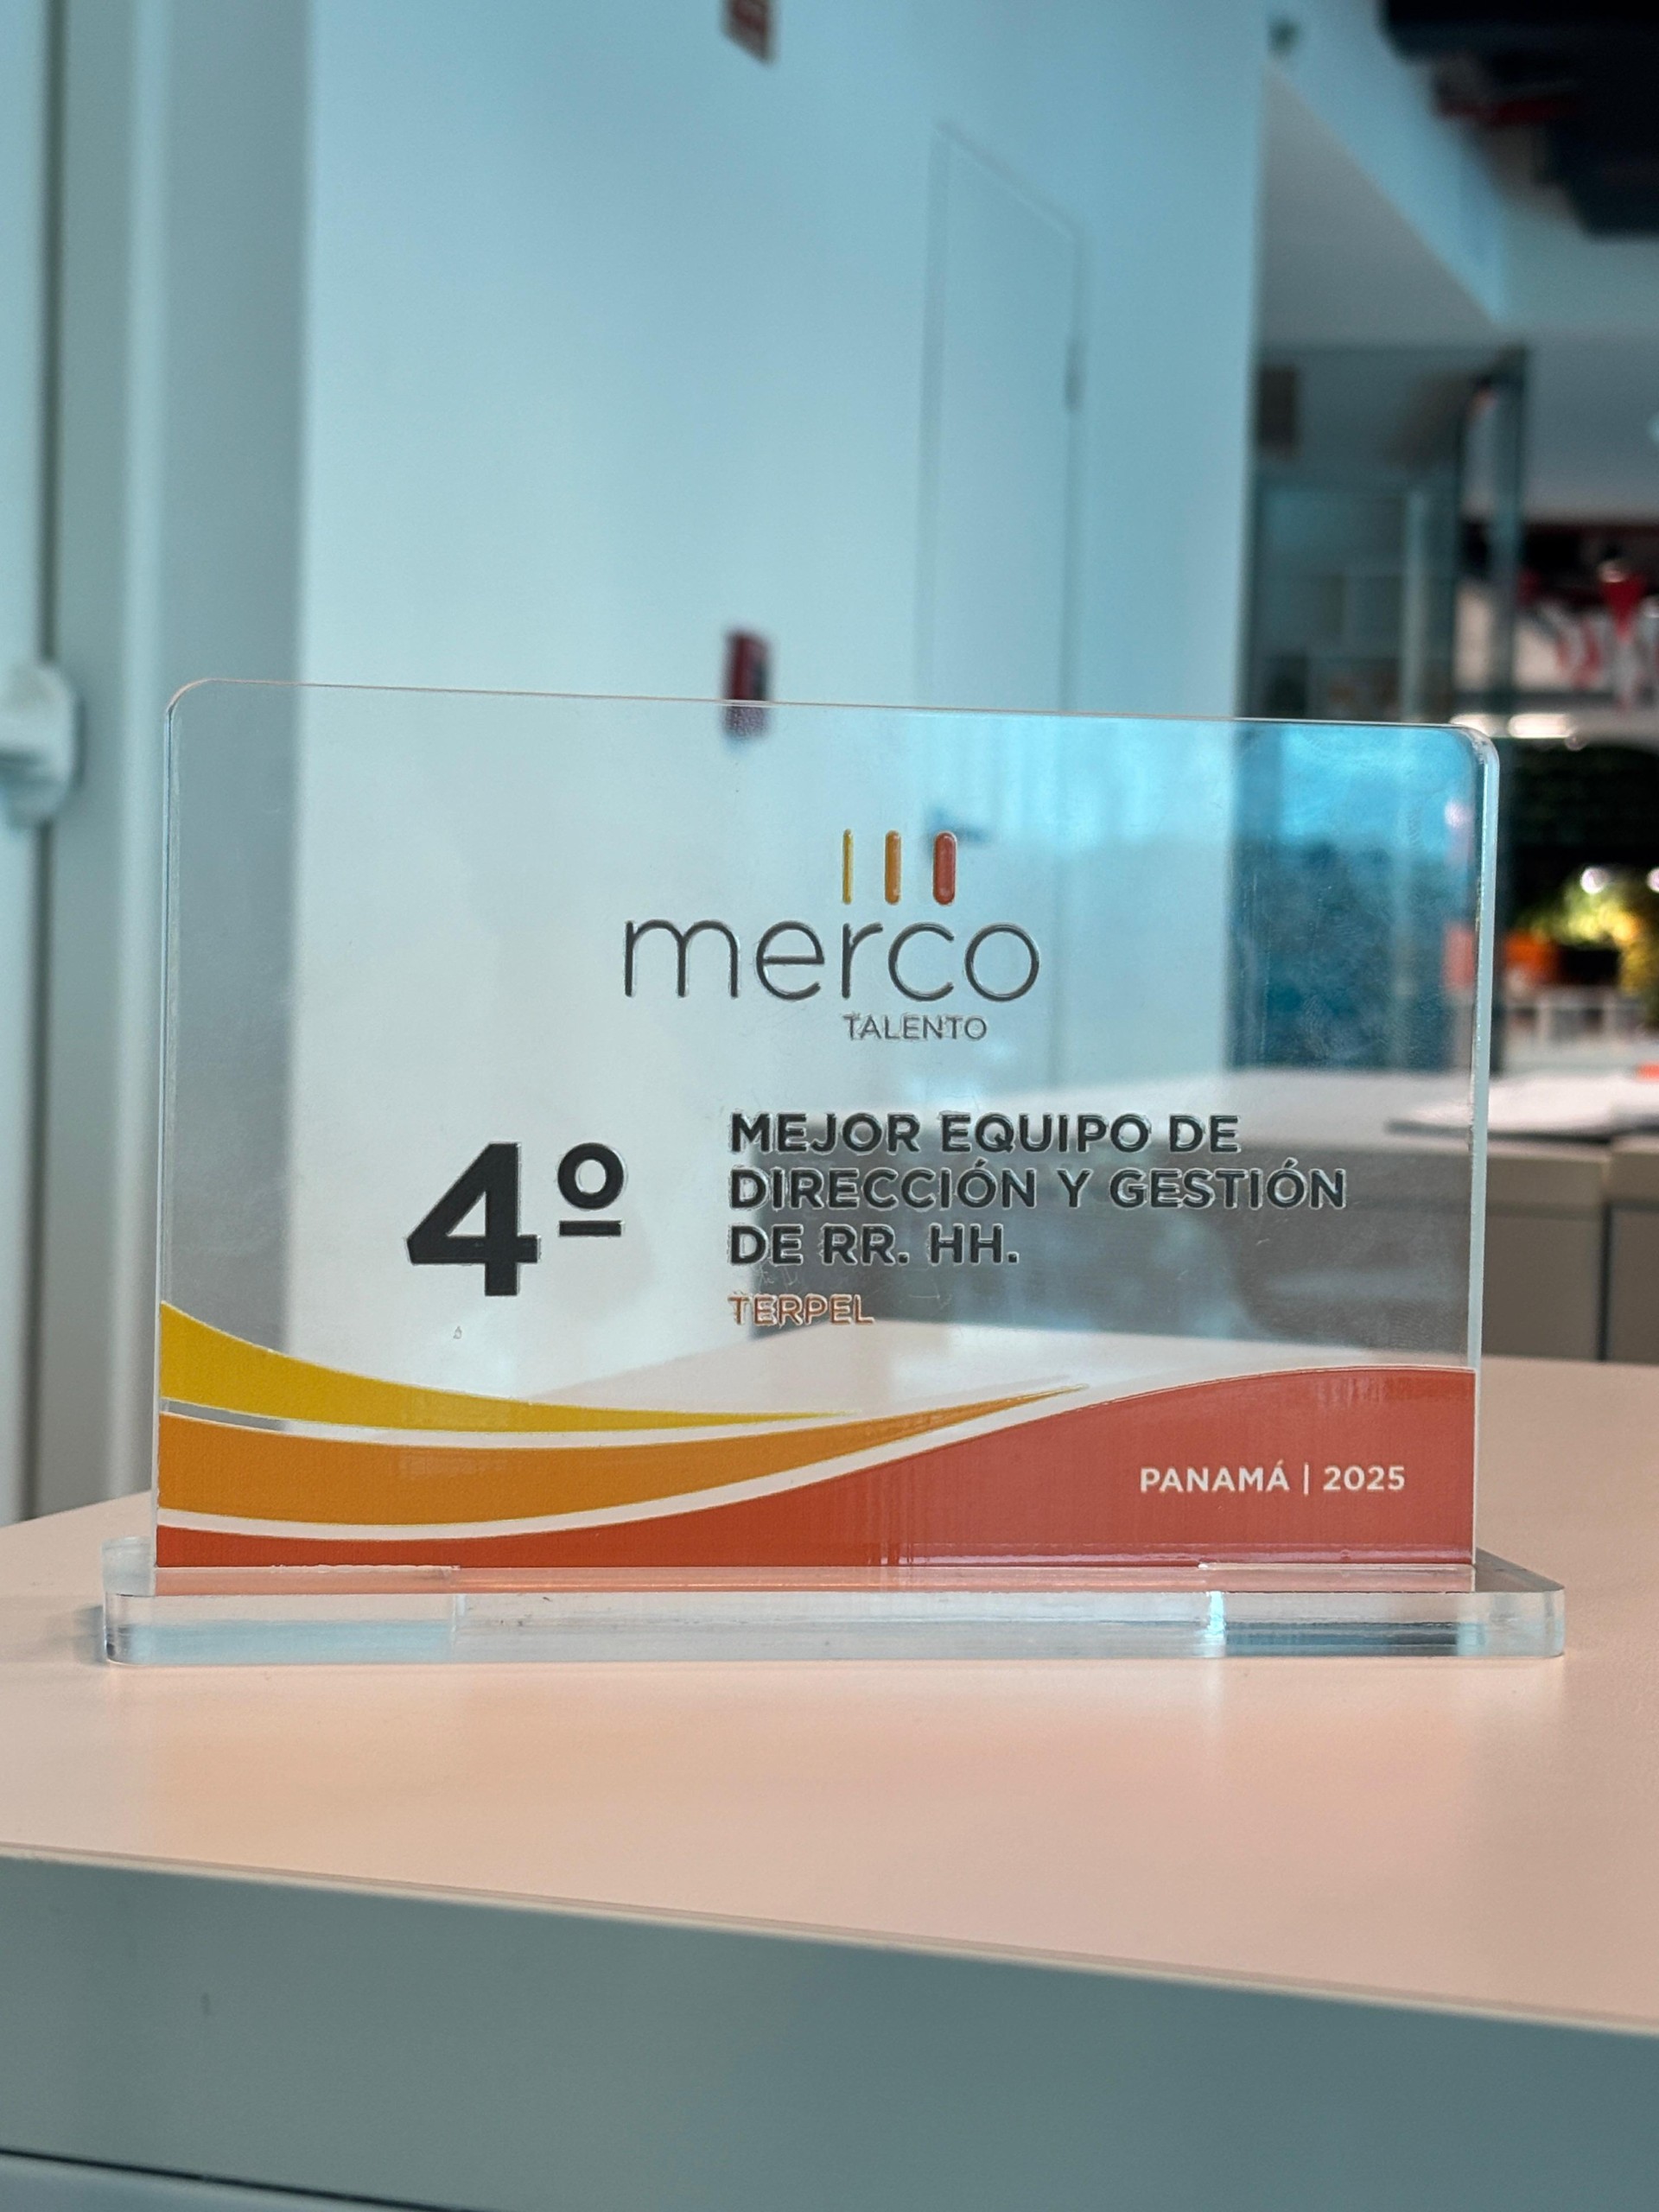 merco
TALENTO
4º
MEJOR EQUIPO DE
DIRECCIÓN Y GESTIÓN
DE RR. HH.
TERPEL
PANAMÁ | 2025